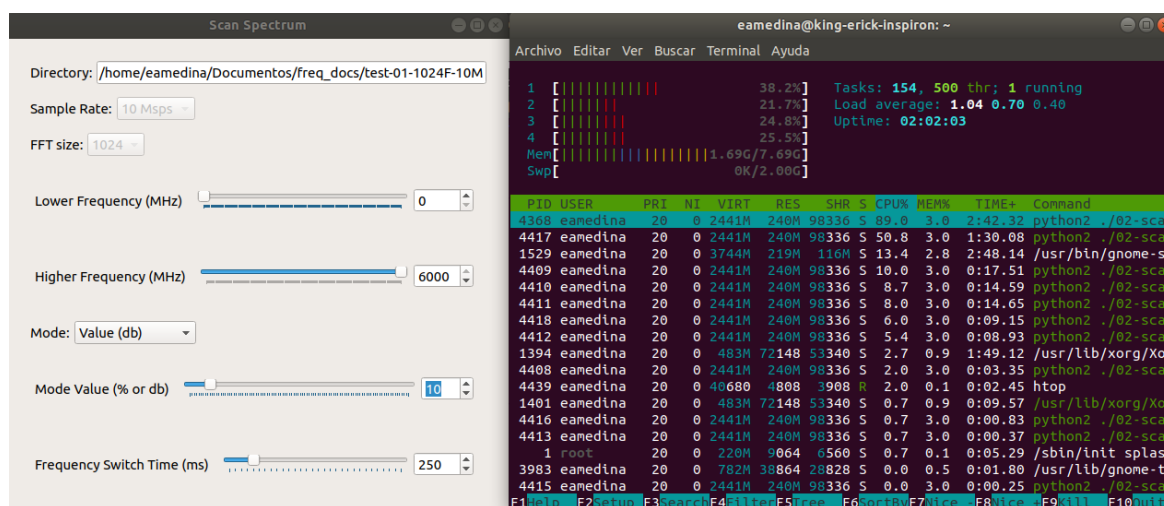 Scan Spectrum
Directory: /home/eamedina/Documentos/freq_docs/test-01-1024F-10M
Sample Rate: 10 Msps
FFT size: 1024
Lower Frequency (MHz) 0
Higher Frequency (MHz) 6000
Mode: Value (db)
Mode Value (% or db) 10
Frequency Switch Time (ms) 250
eamedina@king-erick-inspiron: ~
Archivo Editar Ver Buscar Terminal Ayuda
1 [||||||||||||| 38.2%] Tasks: 154, 500 thr; 1 running
2 [|||||||| 21.7%] Load average: 1.04 0.70 0.40
3 [||||||||| 24.8%] Uptime: 02:02:03
4 [||||||||| 25.5%]
Mem[|||||||||||||||||||1.69G/7.69G]
Swp[ 0K/2.00G]
PID USER PRI NI VIRT RES SHR S CPU% MEM% TIME+ Command
4368 eamedina 20 0 2441M 240M 98336 S 89.0 3.0 2:42.32 python2 ./02-sca
4417 eamedina 20 0 2441M 240M 98336 S 50.8 3.0 1:30.08 python2 ./02-sca
1529 eamedina 20 0 3744M 219M 116M S 13.4 2.8 2:48.14 /usr/bin/gnome-s
4409 eamedina 20 0 2441M 240M 98336 S 10.0 3.0 0:17.51 python2 ./02-sca
4410 eamedina 20 0 2441M 240M 98336 S 8.7 3.0 0:14.59 python2 ./02-sca
4411 eamedina 20 0 2441M 240M 98336 S 8.0 3.0 0:14.65 python2 ./02-sca
4418 eamedina 20 0 2441M 240M 98336 S 6.0 3.0 0:09.15 python2 ./02-sca
4412 eamedina 20 0 2441M 240M 98336 S 5.4 3.0 0:08.93 python2 ./02-sca
1394 eamedina 20 0 483M 72148 53340 S 2.7 0.9 1:49.12 /usr/lib/xorg/Xo
4408 eamedina 20 0 2441M 240M 98336 S 2.0 3.0 0:03.35 python2 ./02-sca
4439 eamedina 20 0 40680 4808 3908 R 2.0 0.1 0:02.45 htop
1401 eamedina 20 0 483M 72148 53340 S 0.7 0.9 0:09.57 /usr/lib/xorg/Xo
4416 eamedina 20 0 2441M 240M 98336 S 0.7 3.0 0:00.83 python2 ./02-sca
4413 eamedina 20 0 2441M 240M 98336 S 0.7 3.0 0:00.37 python2 ./02-sca
1 root 20 0 220M 9064 6560 S 0.7 0.1 0:05.29 /sbin/init splas
3983 eamedina 20 0 782M 38864 28828 S 0.0 0.5 0:01.80 /usr/lib/gnome-t
4415 eamedina 20 0 2441M 240M 98336 S 0.0 3.0 0:00.25 python2 ./02-sca
F1Help F2Setup F3SearchF4FilterF5Tree F6SortByF7Nice -F8Nice +F9Kill F10Quit